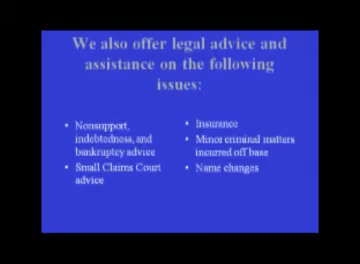 We also offer legal advice and
assistance on the following
issues:
• Nonsupport,
indebtedness, and
bankruptcy advice
• Small Claims Court
advice
• Insurance
• Minor criminal matters
incurred off base
• Name changes